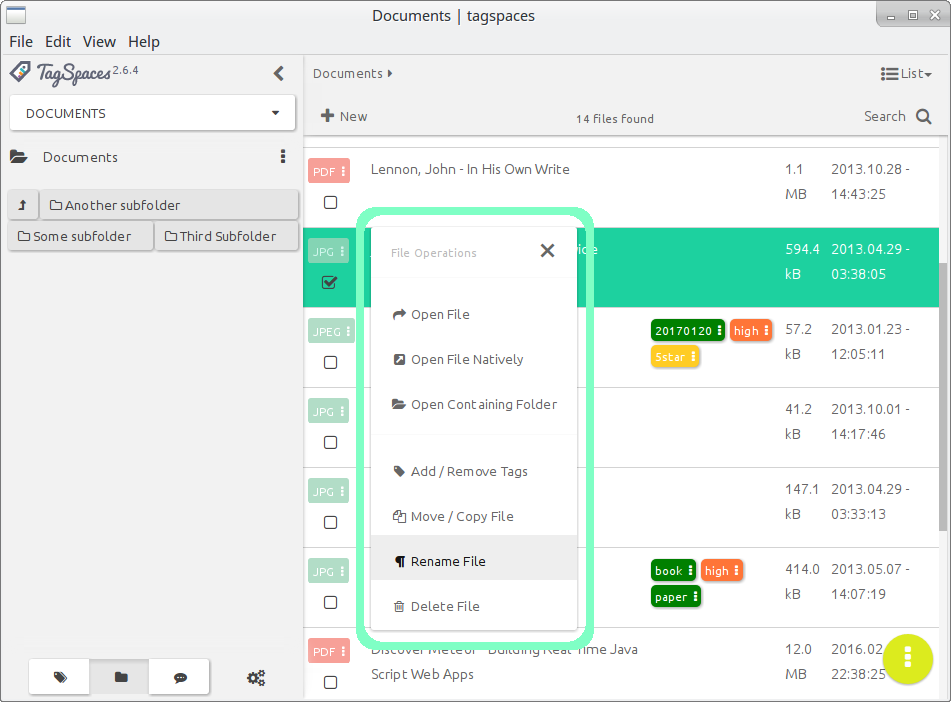 Documents | tagspaces
File Edit View Help
TagSpaces 2.6.4
Documents
List
DOCUMENTS
New
14 files found
Search
Documents
Another subfolder
Some subfolder
Third Subfolder
PDF
Lennon, John - In His Own Write
1.1 MB
2013.10.28 - 14:43:25
JPG
594.4 kB
2013.04.29 - 03:38:05
File Operations
Open File
Open File Natively
Open Containing Folder
Add / Remove Tags
Move / Copy File
Rename File
Delete File
JPEG
20170120
high
5star
57.2 kB
2013.01.23 - 12:05:11
JPG
41.2 kB
2013.10.01 - 14:17:46
JPG
147.1 kB
2013.04.29 - 03:33:13
JPG
book
high
paper
414.0 kB
2013.05.07 - 14:07:19
PDF
Discover Meteor - Building Real-Time Java
Script Web Apps
12.0 MB
2016.02
22:38:25